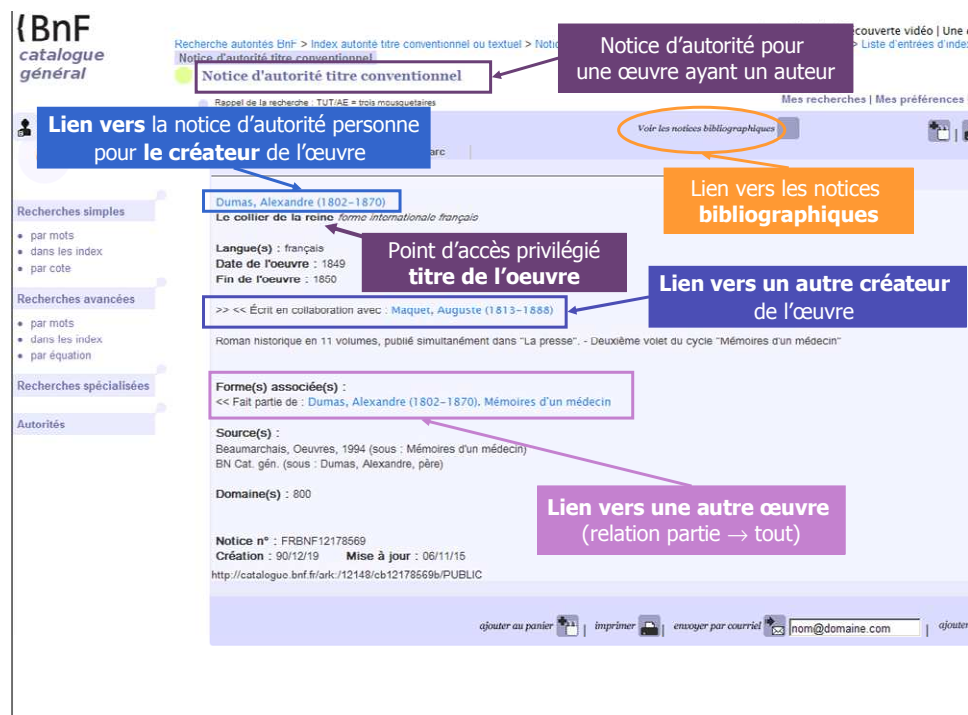 {BnF
catalogue
général
couverte vidéo | Une
Recherche autorités BnF > Index autorité titre conventionnel ou textuel >
> Liste d'entrées d'index
Notice d'autorité titre conventionnel
Notice d'autorité titre conventionnel
Notice d'autorité pour
une œuvre ayant un auteur
Rappel de la recherche : TUT/AE = trois mousquetaires
Mes recherches | Mes préférences
Lien vers la notice d'autorité personne
pour le créateur de l'œuvre
Voir les notices bibliographiques
arc
Lien vers les notices
bibliographiques
Recherches simples
par mots
dans les index
par cote
Recherches avancées
par mots
dans les index
par équation
Recherches spécialisées
Autorités
Dumas, Alexandre (1802-1870)
Le collier de la reine forme internationale français
Point d'accès privilégié
titre de l'oeuvre
Langue(s) : français
Date de l'oeuvre : 1849
Fin de l'oeuvre : 1850
Lien vers un autre créateur
de l'œuvre
>> << Écrit en collaboration avec : Maquet, Auguste (1813-1888)
Roman historique en 11 volumes, publié simultanément dans "La presse". - Deuxième volet du cycle "Mémoires d'un médecin"
Forme(s) associée(s) :
<< Fait partie de : Dumas, Alexandre (1802-1870). Mémoires d'un médecin
Source(s) :
Beaumarchais, Oeuvres, 1994 (sous : Mémoires d'un médecin)
BN Cat. gén. (sous : Dumas, Alexandre, père)
Domaine(s) : 800
Lien vers une autre œuvre
(relation partie → tout)
Notice n° : FRBNF12178569
Création : 90/12/19 Mise à jour : 06/11/15
http://catalogue.bnf.fr/ark:/12148/cb12178569b/PUBLIC
ajouter au panier | imprimer | envoyer par courriel nom@domaine.com | ajouter